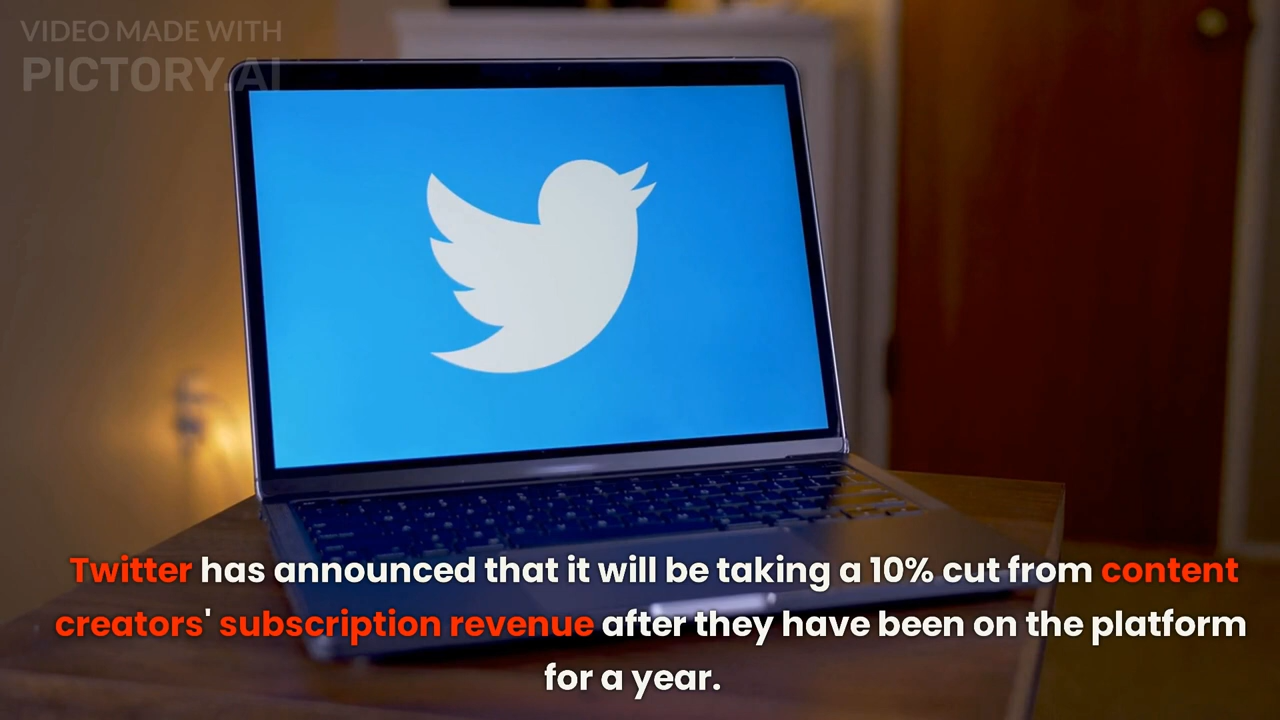 VIDEO MADE WITH
PICTORY.AI
Twitter has announced that it will be taking a 10% cut from content
creators' subscription revenue after they have been on the platform
for a year.